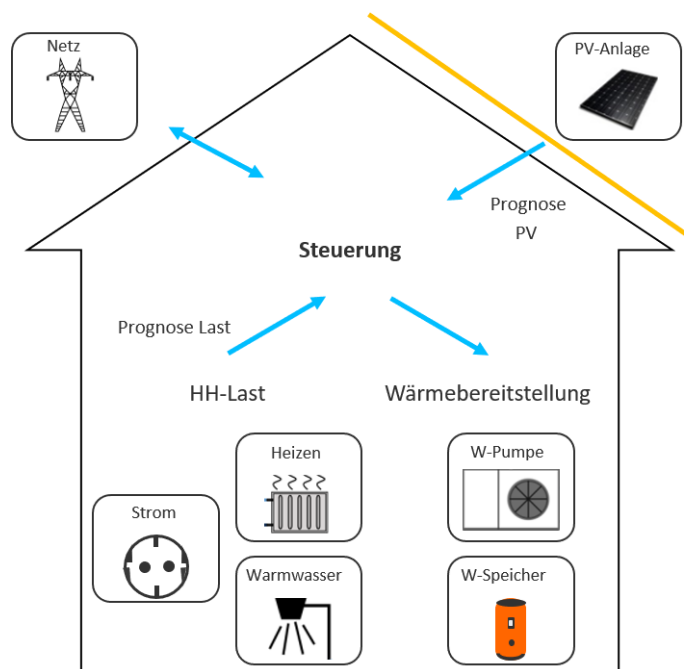 Netz
PV-Anlage
Prognose
PV
Steuerung
Prognose Last
HH-Last
Wärmebereitstellung
Heizen
W-Pumpe
Strom
Warmwasser
W-Speicher